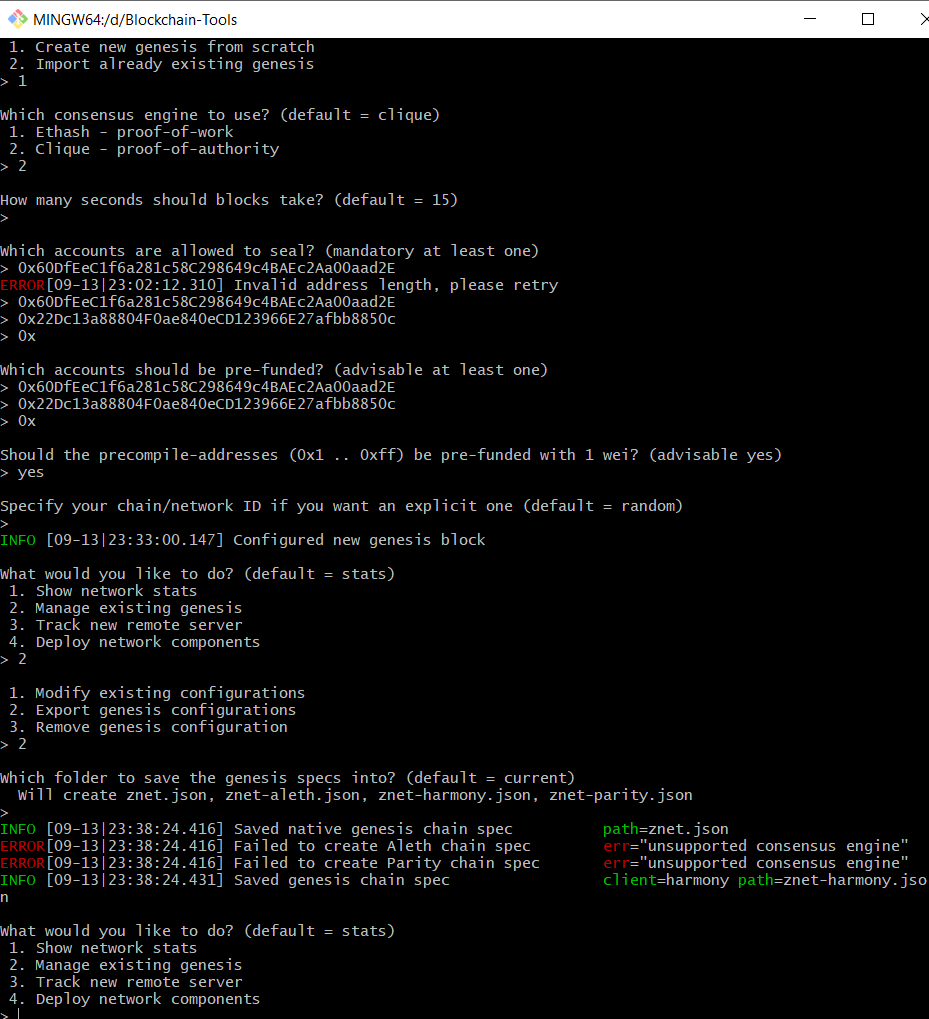 MINGW64:/d/Blockchain-Tools
1. Create new genesis from scratch
2. Import already existing genesis
> 1
Which consensus engine to use? (default = clique)
1. Ethash - proof-of-work
2. Clique - proof-of-authority
> 2
How many seconds should blocks take? (default = 15)
>
Which accounts are allowed to seal? (mandatory at least one)
> 0x60DfEeC1f6a281c58C298649c4BAEc2Aa00aad2E
ERROR[09-13|23:02:12.310] Invalid address length, please retry
> 0x60DfEeC1f6a281c58C298649c4BAEc2Aa00aad2E
> 0x22Dc13a88804F0ae840eCD123966E27afbb8850c
> 0x
Which accounts should be pre-funded? (advisable at least one)
> 0x60DfEeC1f6a281c58C298649c4BAEc2Aa00aad2E
> 0x22Dc13a88804F0ae840eCD123966E27afbb8850c
> 0x
Should the precompile-addresses (0x1 .. 0xff) be pre-funded with 1 wei? (advisable yes)
> yes
Specify your chain/network ID if you want an explicit one (default = random)
>
INFO [09-13|23:33:00.147] Configured new genesis block
What would you like to do? (default = stats)
1. Show network stats
2. Manage existing genesis
3. Track new remote server
4. Deploy network components
> 2
1. Modify existing configurations
2. Export genesis configurations
3. Remove genesis configuration
> 2
Which folder to save the genesis specs into? (default = current)
Will create znet.json, znet-aleth.json, znet-harmony.json, znet-parity.json
>
INFO [09-13|23:38:24.416] Saved native genesis chain spec path=znet.json
ERROR[09-13|23:38:24.416] Failed to create Aleth chain spec err="unsupported consensus engine"
ERROR[09-13|23:38:24.416] Failed to create Parity chain spec err="unsupported consensus engine"
INFO [09-13|23:38:24.431] Saved genesis chain spec client=harmony path=znet-harmony.jso
n
What would you like to do? (default = stats)
1. Show network stats
2. Manage existing genesis
3. Track new remote server
4. Deploy network components
>